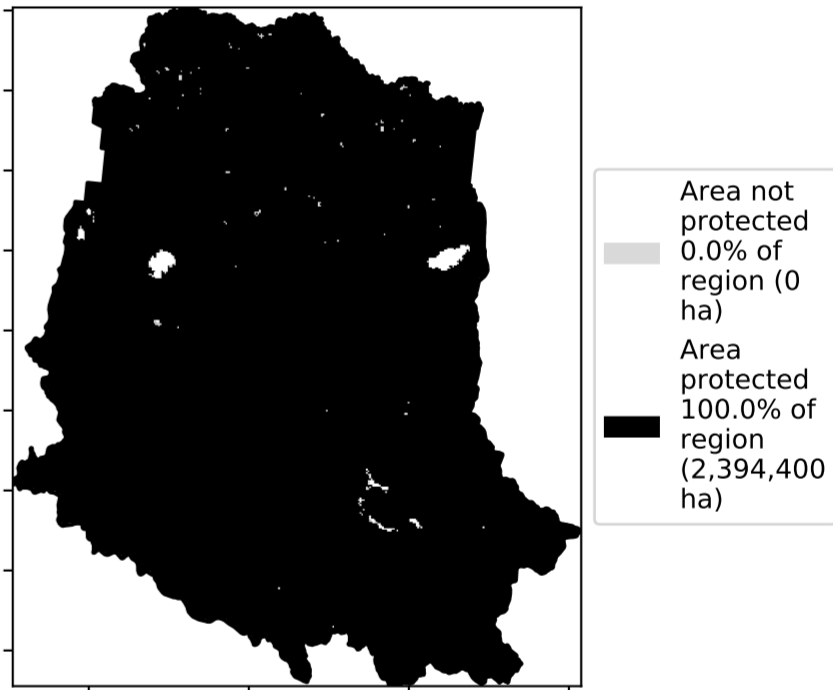 Area not
protected
0.0% of
region (0
ha)
Area
protected
100.0% of
region
(2,394,400
ha)